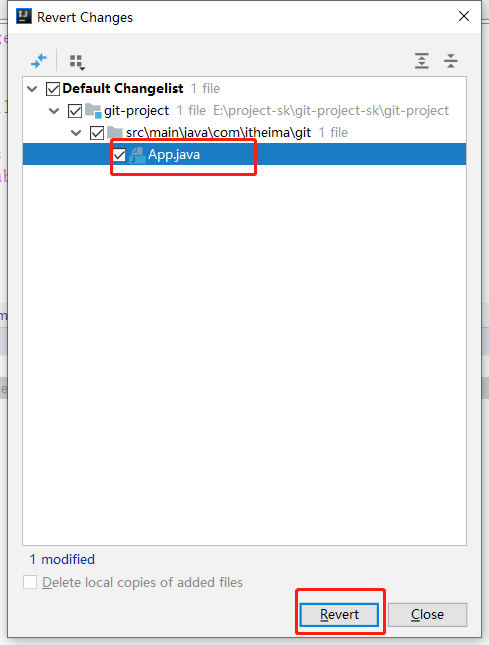 Revert Changes
Default Changelist 1 file
git-project 1 file E:\project-sk\git-project-sk\git-project
src\main\java\com\itheima\git 1 file
App.java
1 modified
Delete local copies of added files
Revert Close